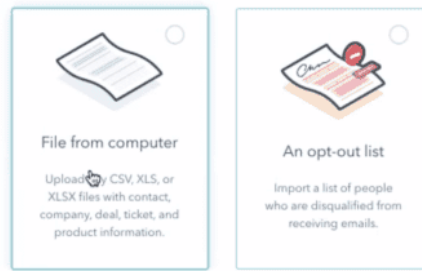 File from computer
Upload y CSV, XLS, or
XLSX files with contact,
company, deal, ticket, and
product information.
An opt-out list
Import a list of people
who are disqualified from
receiving emails.